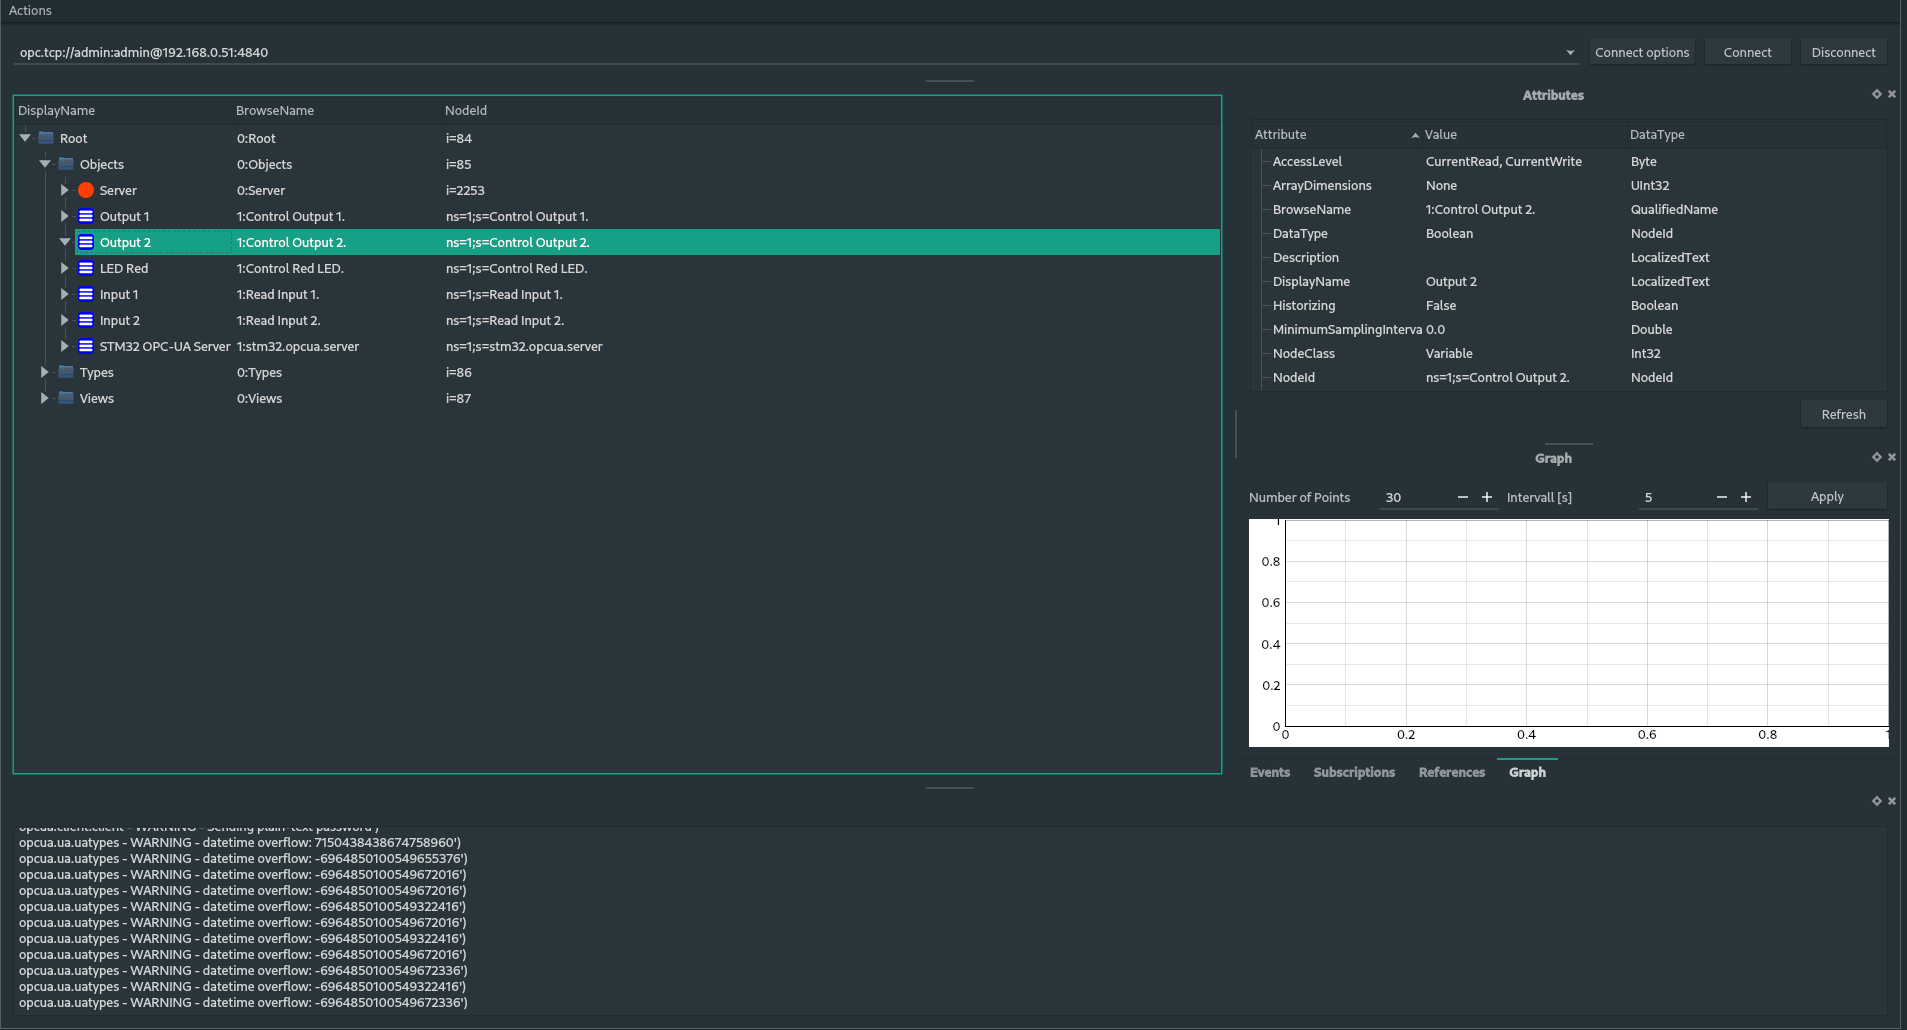 Actions
opc.tcp://admin:admin@192.168.0.51:4840
Connect options
Connect
Disconnect
DisplayName BrowseName NodeId
Root 0:Root i=84
Objects 0:Objects i=85
Server 0:Server i=2253
Output 1 1:Control Output 1. ns=1;s=Control Output 1.
Output 2 1:Control Output 2. ns=1;s=Control Output 2.
LED Red 1:Control Red LED. ns=1;s=Control Red LED.
Input 1 1:Read Input 1. ns=1;s=Read Input 1.
Input 2 1:Read Input 2. ns=1;s=Read Input 2.
STM32 OPC-UA Server 1:stm32.opcua.server ns=1;s=stm32.opcua.server
Types 0:Types i=86
Views 0:Views i=87
Attributes
Attribute Value DataType
AccessLevel CurrentRead, CurrentWrite Byte
ArrayDimensions None UInt32
BrowseName 1:Control Output 2. QualifiedName
DataType Boolean NodeId
Description LocalizedText
DisplayName Output 2 LocalizedText
Historizing False Boolean
MinimumSamplingInterva 0.0 Double
NodeClass Variable Int32
NodeId ns=1;s=Control Output 2. NodeId
Refresh
Graph
Number of Points 30 Intervall [s] 5 Apply
1
0.8
0.6
0.4
0.2
0
0 0.2 0.4 0.6 0.8 1
Events Subscriptions References Graph
opcua.client.client - WARNING - Sending plain-text password')
opcua.ua.uatypes - WARNING - datetime overflow: 7150438438674758960')
opcua.ua.uatypes - WARNING - datetime overflow: -6964850100549655376')
opcua.ua.uatypes - WARNING - datetime overflow: -6964850100549672016')
opcua.ua.uatypes - WARNING - datetime overflow: -6964850100549672016')
opcua.ua.uatypes - WARNING - datetime overflow: -6964850100549322416')
opcua.ua.uatypes - WARNING - datetime overflow: -6964850100549672016')
opcua.ua.uatypes - WARNING - datetime overflow: -6964850100549322416')
opcua.ua.uatypes - WARNING - datetime overflow: -6964850100549672016')
opcua.ua.uatypes - WARNING - datetime overflow: -6964850100549672336')
opcua.ua.uatypes - WARNING - datetime overflow: -6964850100549322416')
opcua.ua.uatypes - WARNING - datetime overflow: -6964850100549672336')